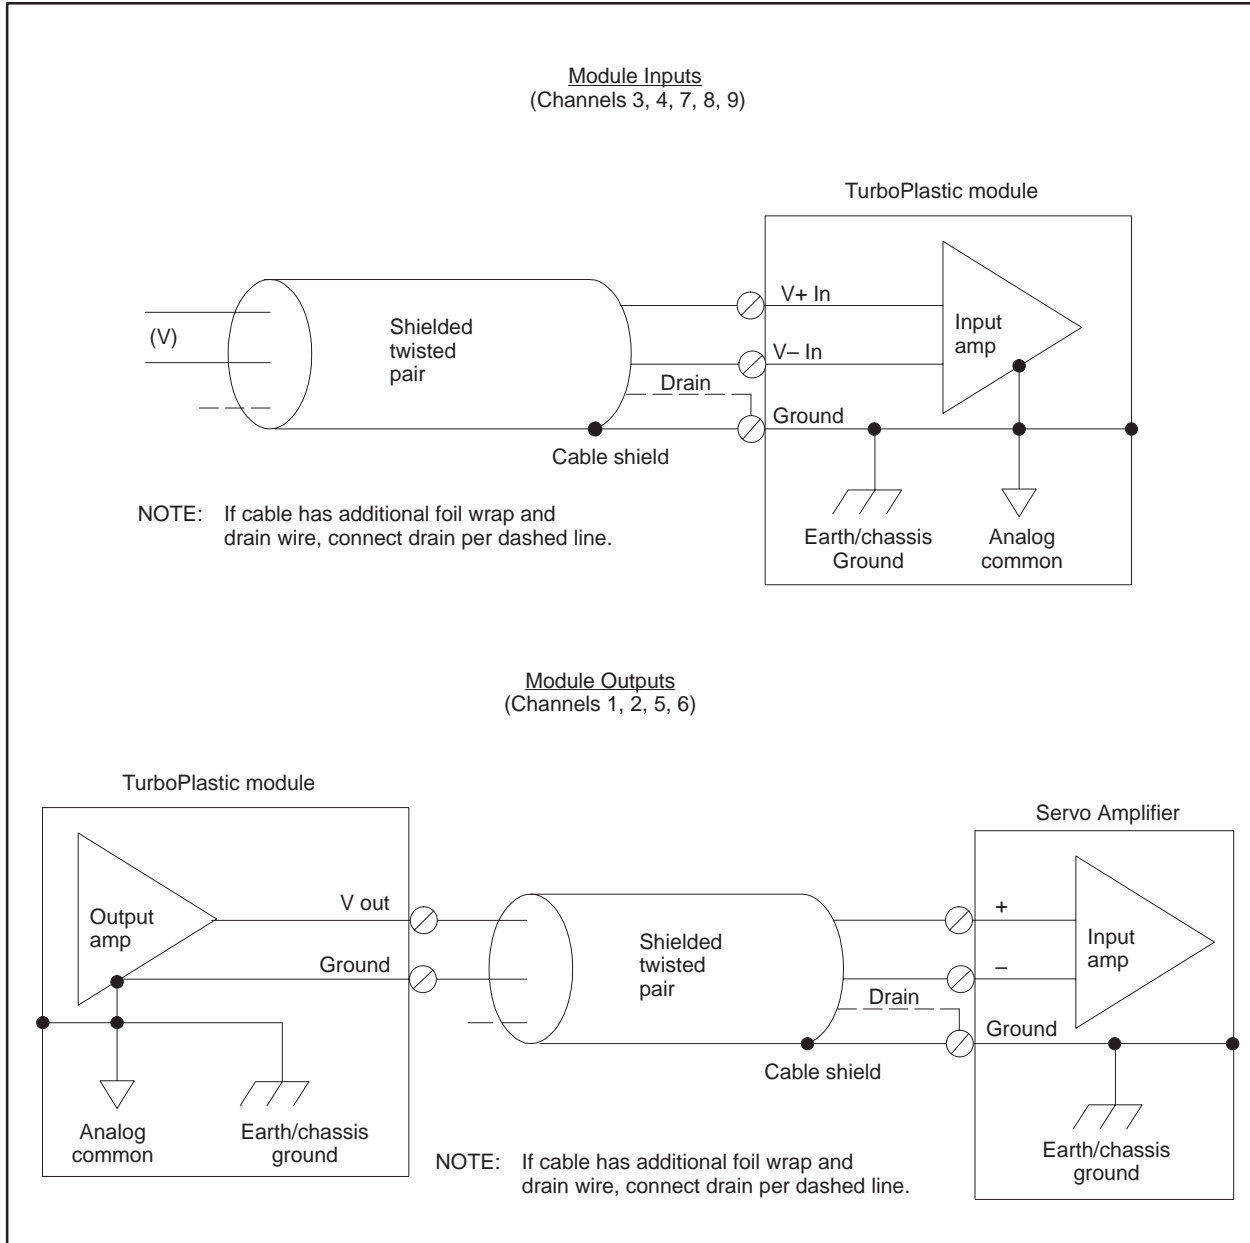 Module Inputs
(Channels 3, 4, 7, 8, 9)
TurboPlastic module
(V)
Shielded
twisted
pair
V+ In
V– In
Drain
Ground
Cable shield
Input
amp
Earth/chassis
Ground
Analog
common
NOTE: If cable has additional foil wrap and
drain wire, connect drain per dashed line.
Module Outputs
(Channels 1, 2, 5, 6)
TurboPlastic module
Output
amp
V out
Ground
Analog
common
Earth/chassis
ground
Shielded
twisted
pair
Drain
Cable shield
Servo Amplifier
+
–
Ground
Input
amp
Earth/chassis
ground
NOTE: If cable has additional foil wrap and
drain wire, connect drain per dashed line.